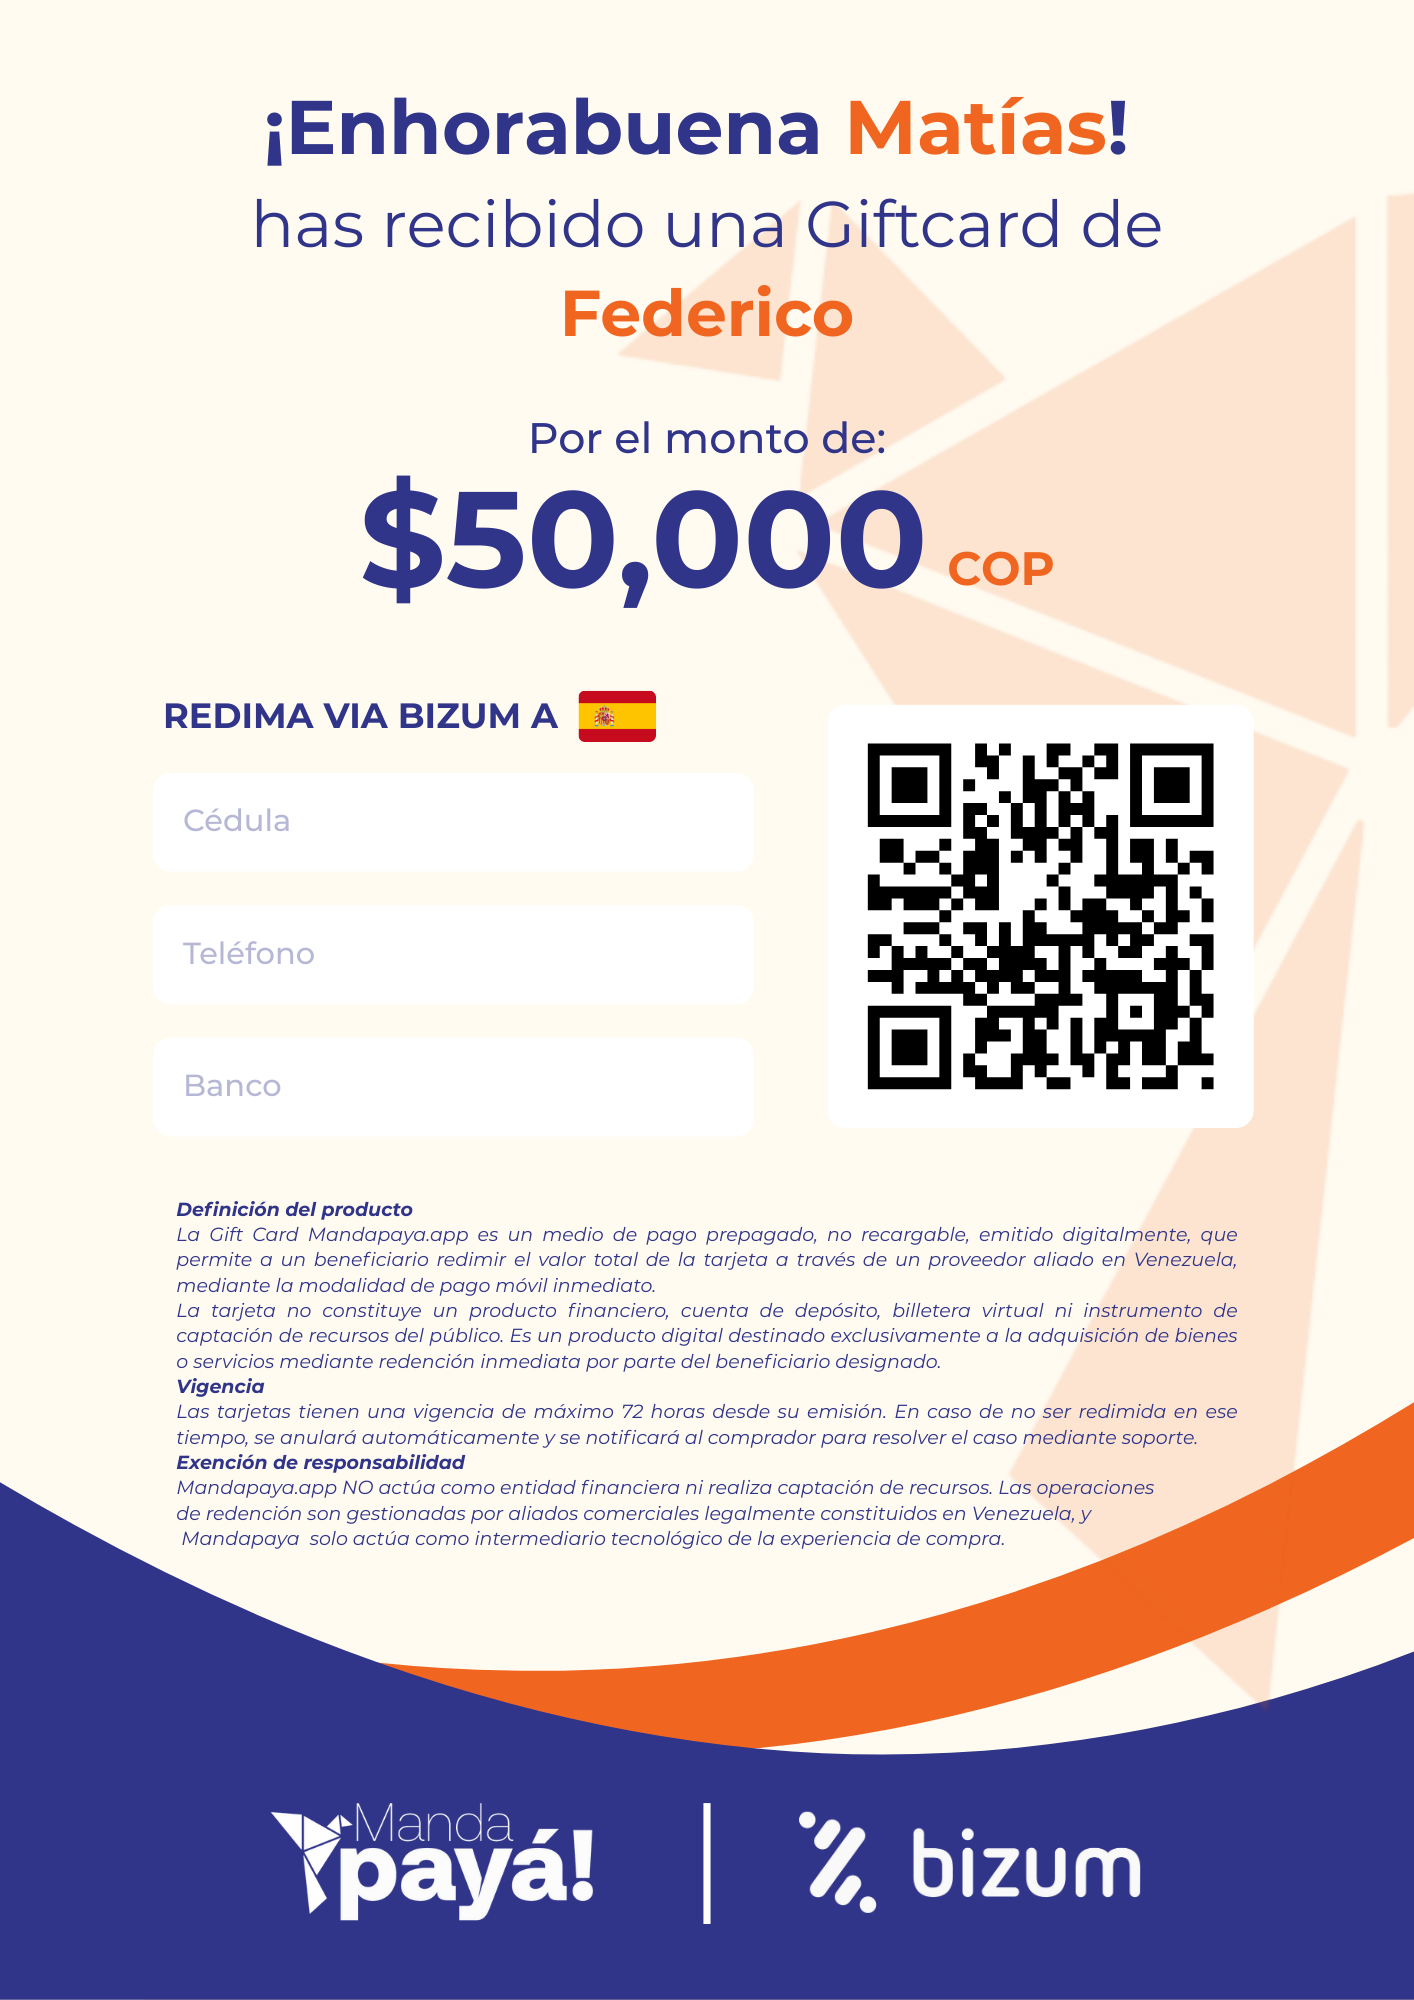 ¡Enhorabuena Matías!
has recibido una Giftcard de
Federico
Por el monto de:
$50,000 COP
REDIMA VIA BIZUM A
Cédula
Teléfono
Banco
Definición del producto
La Gift Card Mandapaya.app es un medio de pago prepagado, no recargable, emitido digitalmente, que
permite a un beneficiario redimir el valor total de la tarjeta a través de un proveedor aliado en Venezuela,
mediante la modalidad de pago móvil inmediato.
La tarjeta no constituye un producto financiero, cuenta de depósito, billetera virtual ni instrumento de
captación de recursos del público. Es un producto digital destinado exclusivamente a la adquisición de bienes
o servicios mediante redención inmediata por parte del beneficiario designado.
Vigencia
Las tarjetas tienen una vigencia de máximo 72 horas desde su emisión. En caso de no ser redimida en ese
tiempo, se anulará automáticamente y se notificará al comprador para resolver el caso mediante soporte.
Exención de responsabilidad
Mandapaya.app NO actúa como entidad financiera ni realiza captación de recursos. Las operaciones
de redención son gestionadas por aliados comerciales legalmente constituidos en Venezuela, y
Mandapaya solo actúa como intermediario tecnológico de la experiencia de compra.
Manda
payá!
bizum